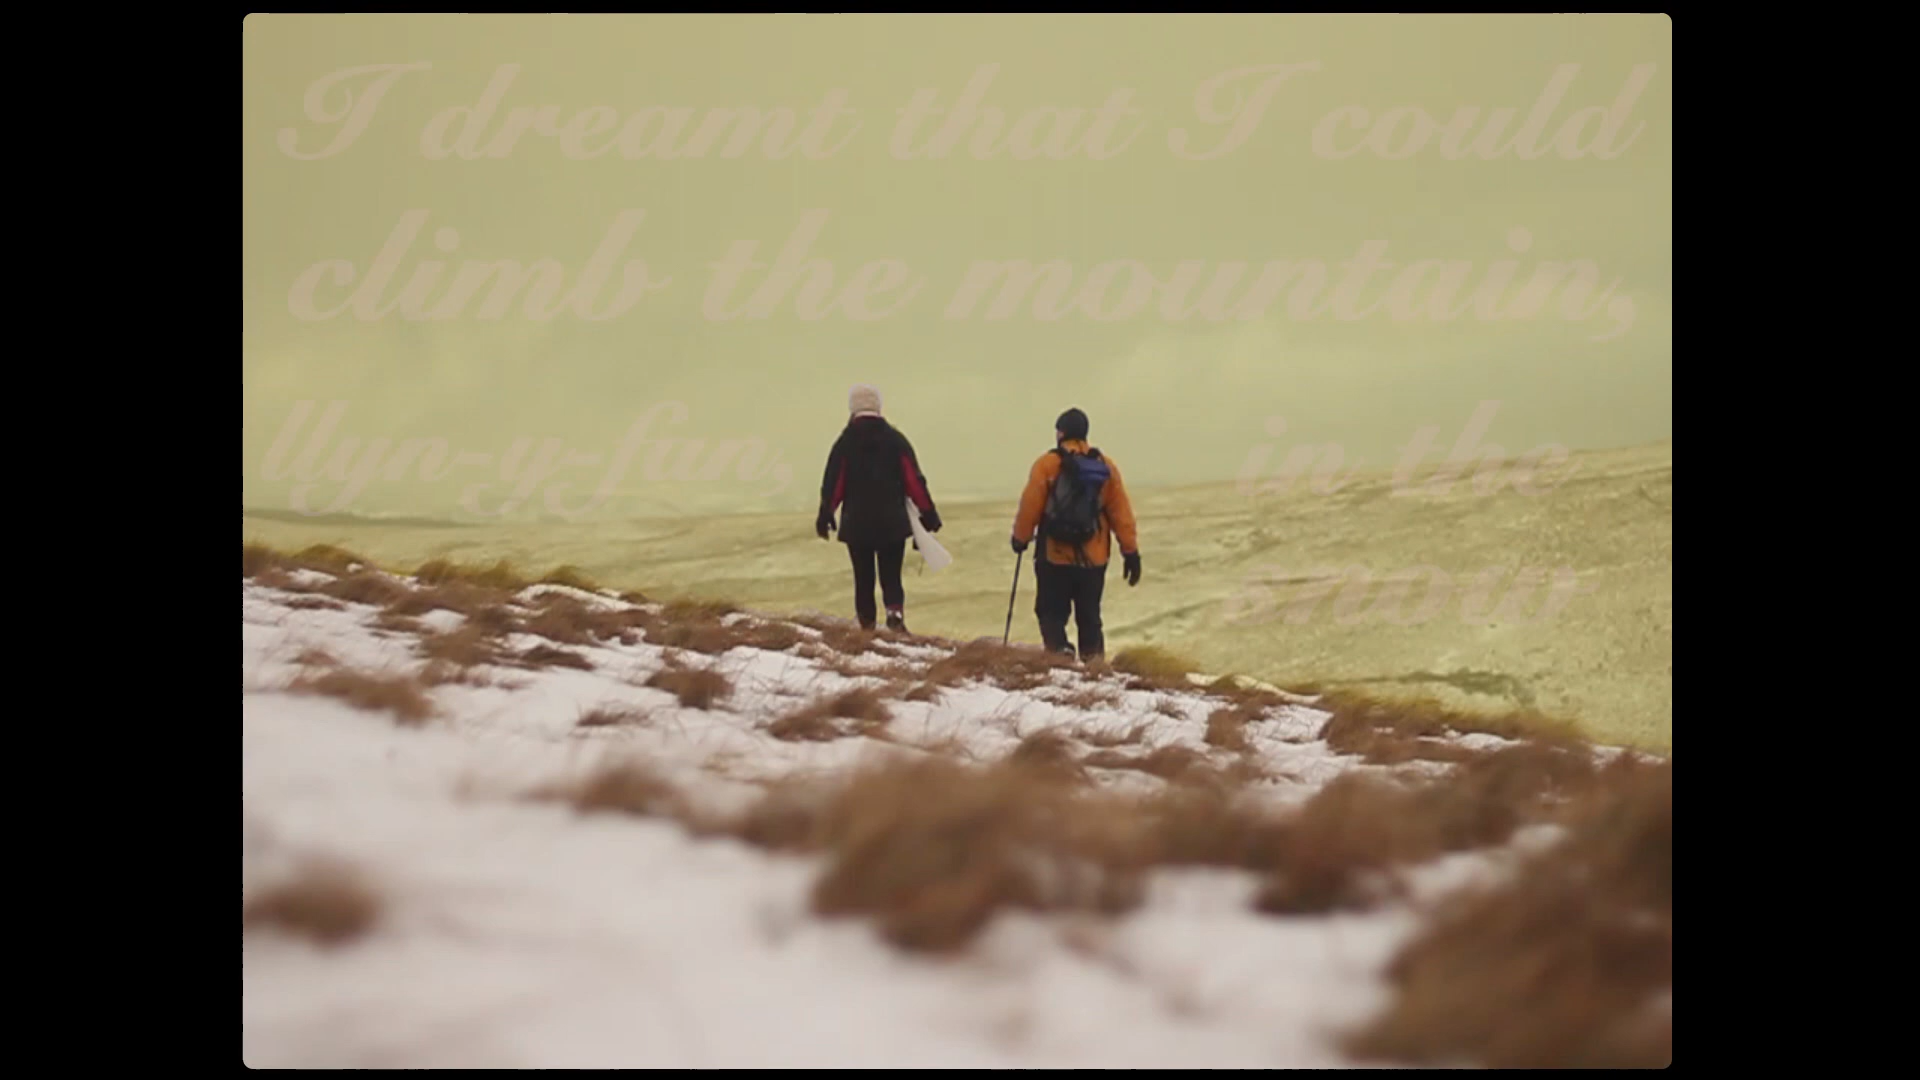 I dreamt that I could
climb the mountain,
llyn-y-fan, in the
snow